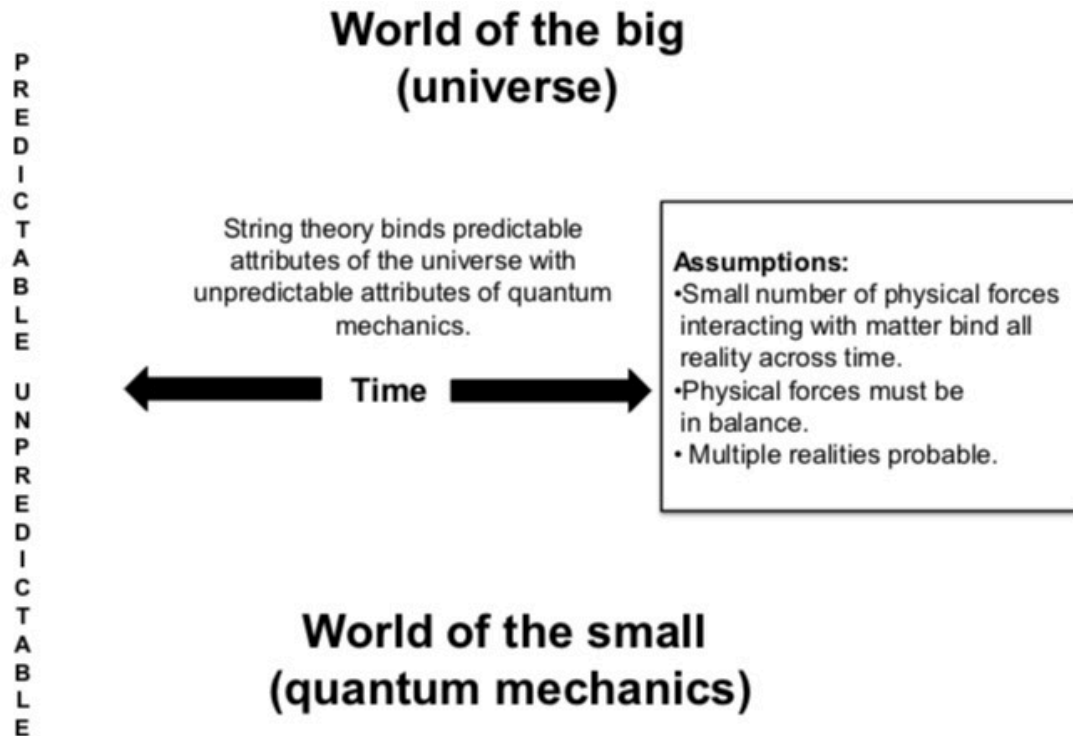 World of the big
(universe)
PREDICTABLE UNPREDICTABLE
String theory binds predictable
attributes of the universe with
unpredictable attributes of quantum
mechanics.
Time
Assumptions:
•Small number of physical forces
interacting with matter bind all
reality across time.
•Physical forces must be
in balance.
• Multiple realities probable.
World of the small
(quantum mechanics)